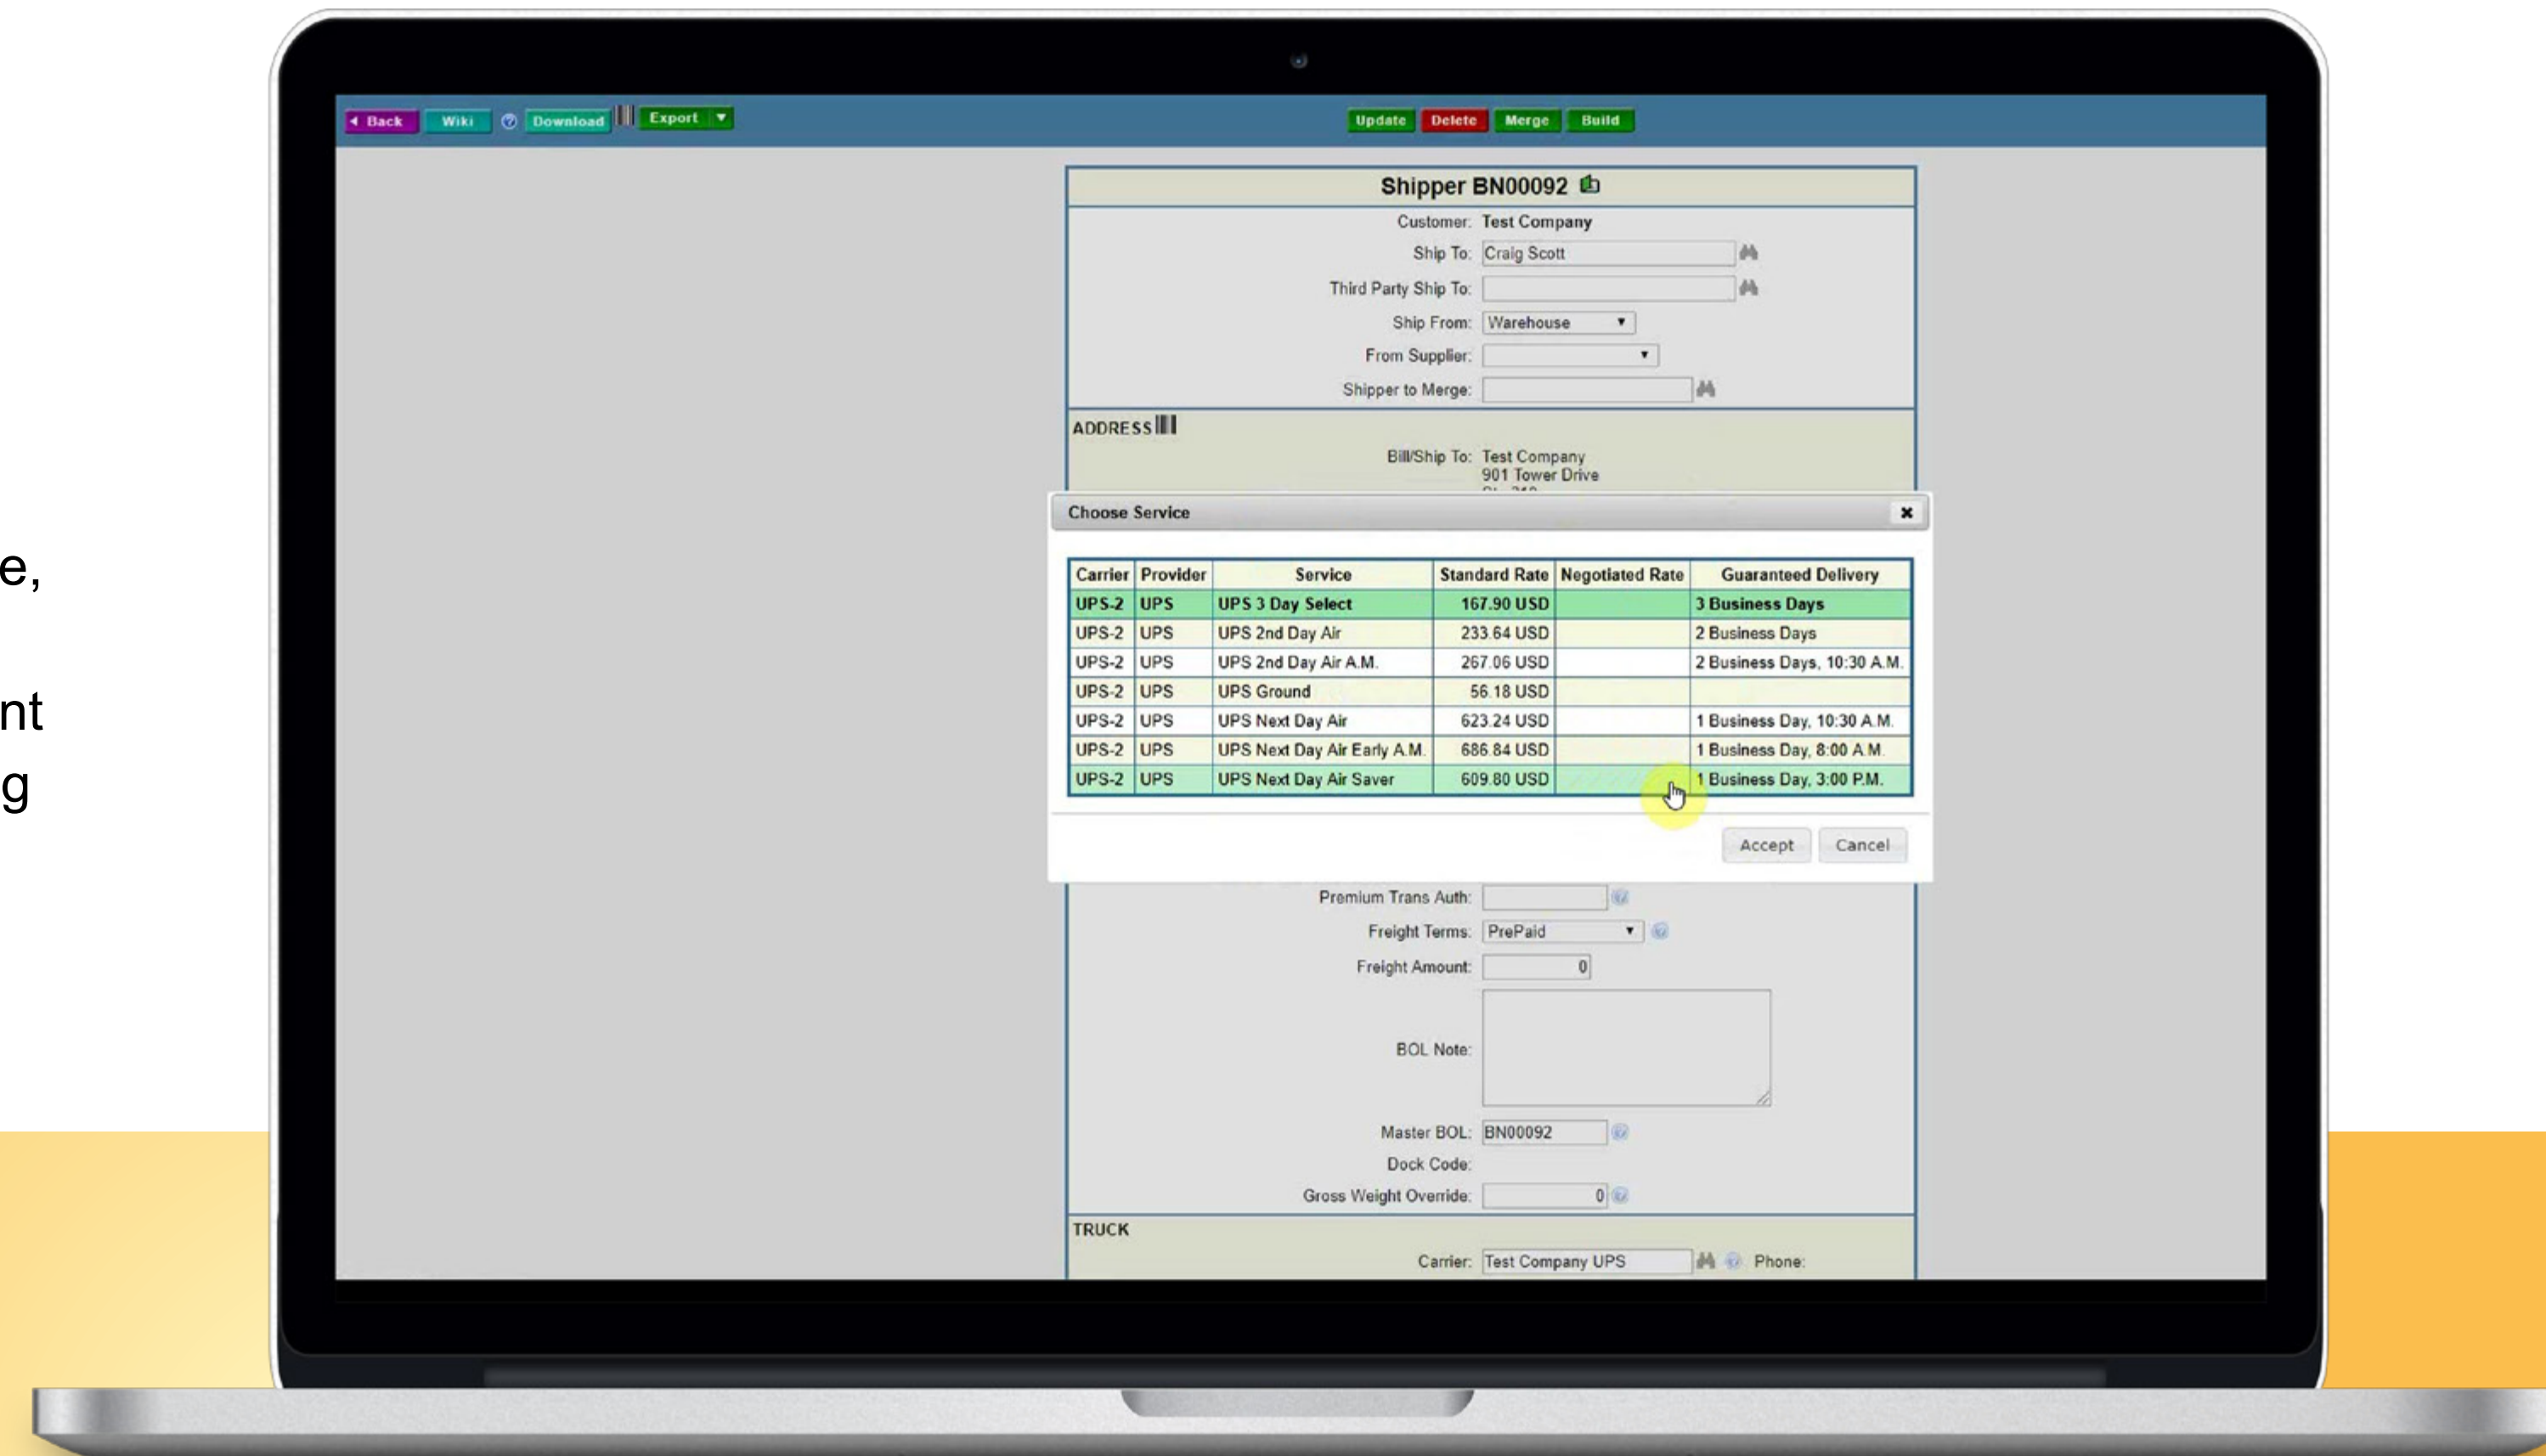 e,
nt
g
Back Wiki Download Export Update Delete Merge Build
Shipper BN00092
Customer: Test Company
Ship To: Craig Scott
Third Party Ship To:
Ship From: Warehouse
From Supplier:
Shipper to Merge:
ADDRESS
Bill/Ship To: Test Company
901 Tower Drive
Choose Service
Carrier Provider Service Standard Rate Negotiated Rate Guaranteed Delivery
UPS-2 UPS UPS 3 Day Select 167.90 USD 3 Business Days
UPS-2 UPS UPS 2nd Day Air 233.64 USD 2 Business Days
UPS-2 UPS UPS 2nd Day Air A.M. 267.06 USD 2 Business Days, 10:30 A.M.
UPS-2 UPS UPS Ground 56.18 USD
UPS-2 UPS UPS Next Day Air 623.24 USD 1 Business Day, 10:30 A.M.
UPS-2 UPS UPS Next Day Air Early A.M. 686.84 USD 1 Business Day, 8:00 A.M.
UPS-2 UPS UPS Next Day Air Saver 609.80 USD 1 Business Day, 3:00 P.M.
Accept Cancel
Premium Trans Auth:
Freight Terms: PrePaid
Freight Amount: 0
BOL Note:
Master BOL: BN00092
Dock Code:
Gross Weight Override: 0
TRUCK
Carrier: Test Company UPS Phone: